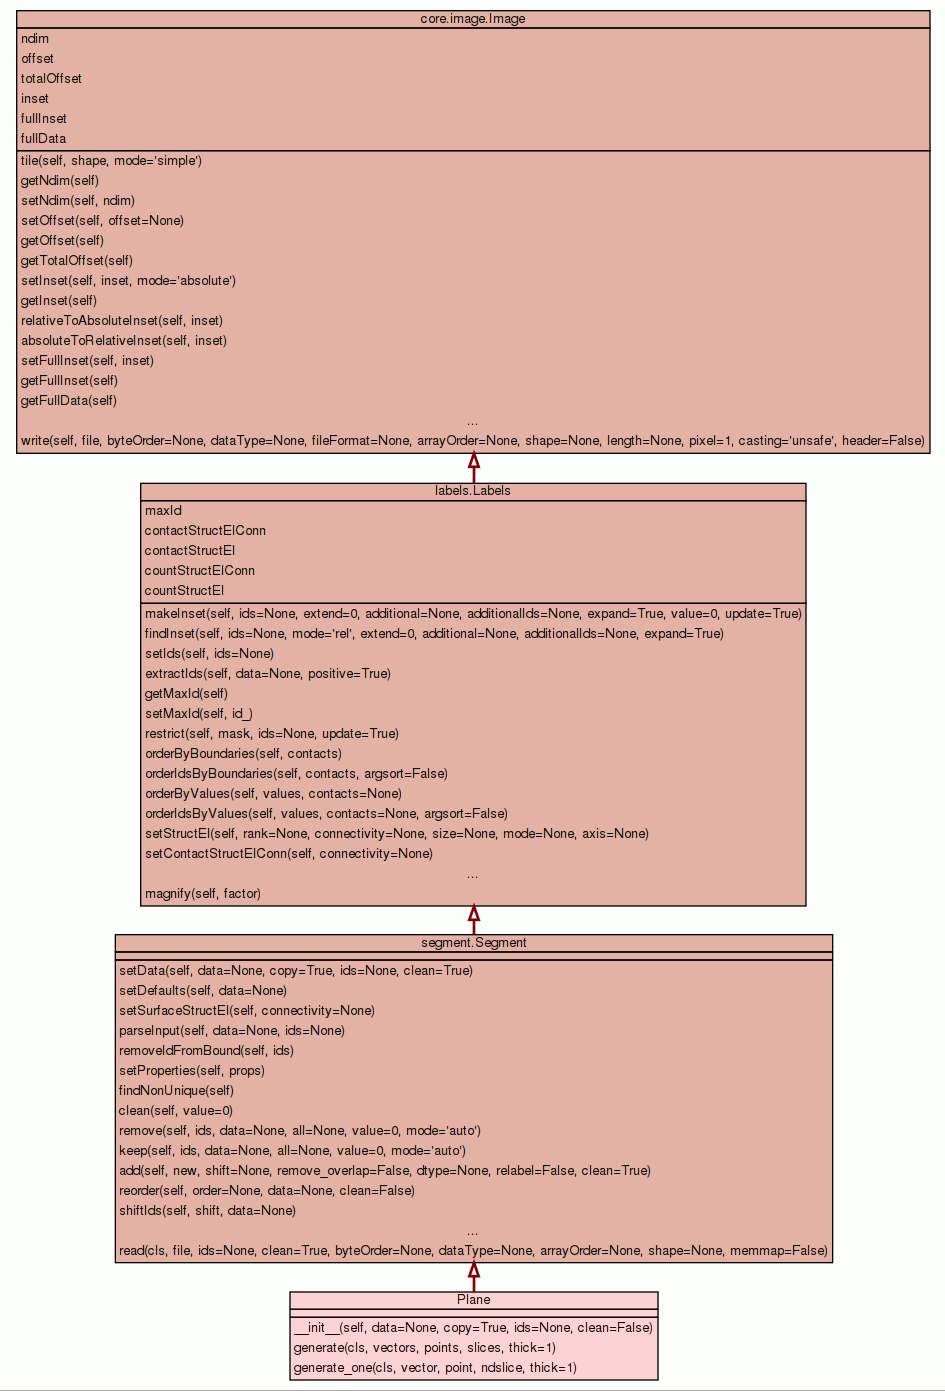 core.image.Image
ndim
offset
totalOffset
inset
fullInset
fullData
tile(self, shape, mode='simple')
getNdim(self)
setNdim(self, ndim)
setOffset(self, offset=None)
getOffset(self)
getTotalOffset(self)
setInset(self, inset, mode='absolute')
getInset(self)
relativeToAbsoluteInset(self, inset)
absoluteToRelativeInset(self, inset)
setFullInset(self, inset)
getFullInset(self)
getFullData(self)
...
write(self, file, byteOrder=None, dataType=None, fileFormat=None, arrayOrder=None, shape=None, length=None, pixel=1, casting='unsafe', header=False)
labels.Labels
maxId
contactStructElConn
contactStructEl
countStructElConn
countStructEl
makeInset(self, ids=None, extend=0, additional=None, additionalIds=None, expand=True, value=0, update=True)
findInset(self, ids=None, mode='rel', extend=0, additional=None, additionalIds=None, expand=True)
setIds(self, ids=None)
extractIds(self, data=None, positive=True)
getMaxId(self)
setMaxId(self, id_)
restrict(self, mask, ids=None, update=True)
orderByBoundaries(self, contacts)
orderIdsByBoundaries(self, contacts, argsort=False)
orderByValues(self, values, contacts=None)
orderIdsByValues(self, values, contacts=None, argsort=False)
setStructEl(self, rank=None, connectivity=None, size=None, mode=None, axis=None)
setContactStructElConn(self, connectivity=None)
...
magnify(self, factor)
segment.Segment
setData(self, data=None, copy=True, ids=None, clean=True)
setDefaults(self, data=None)
setSurfaceStructEl(self, connectivity=None)
parseInput(self, data=None, ids=None)
removeIdFromBound(self, ids)
setProperties(self, props)
findNonUnique(self)
clean(self, value=0)
remove(self, ids, data=None, all=None, value=0, mode='auto')
keep(self, ids, data=None, all=None, value=0, mode='auto')
add(self, new, shift=None, remove_overlap=False, dtype=None, relabel=False, clean=True)
reorder(self, order=None, data=None, clean=False)
shiftIds(self, shift, data=None)
...
read(cls, file, ids=None, clean=True, byteOrder=None, dataType=None, arrayOrder=None, shape=None, memmap=False)
Plane
__init__(self, data=None, copy=True, ids=None, clean=False)
generate(cls, vectors, points, slices, thick=1)
generate_one(cls, vector, point, ndslice, thick=1)